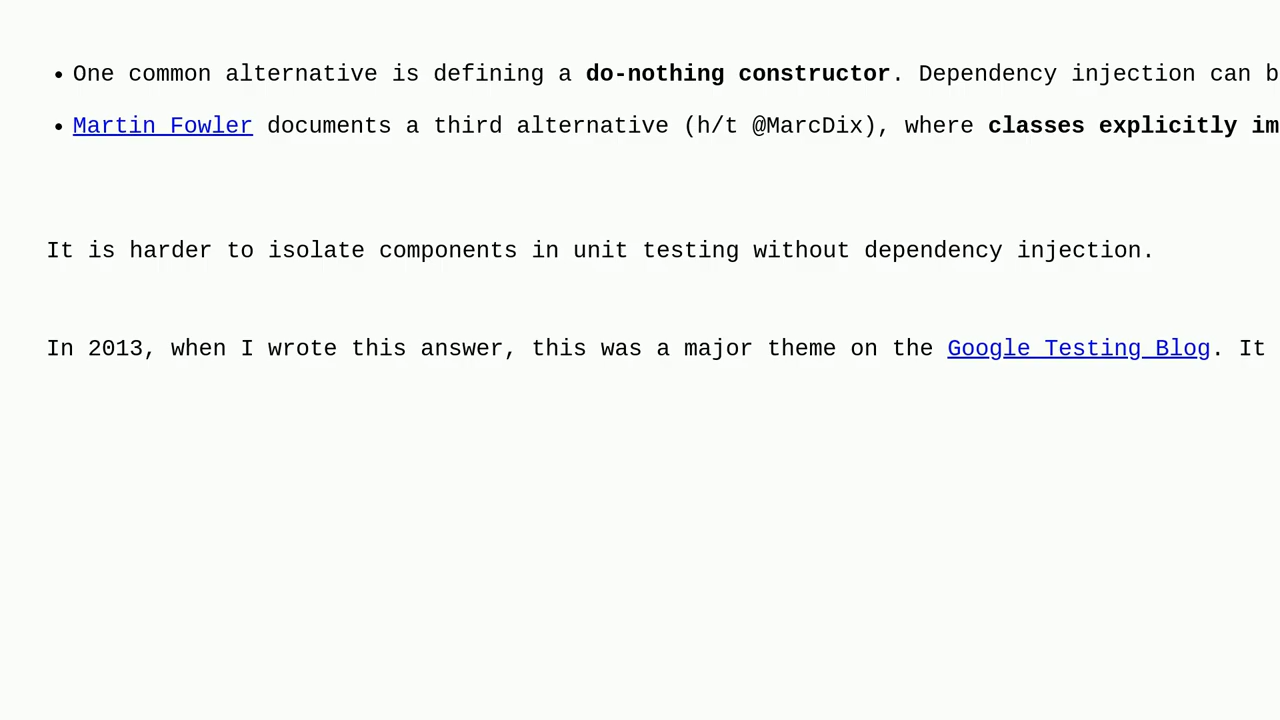 • One common alternative is defining a do-nothing constructor. Dependency injection can b
• Martin Fowler documents a third alternative (h/t @MarcDix), where classes explicitly im
It is harder to isolate components in unit testing without dependency injection.
In 2013, when I wrote this answer, this was a major theme on the Google Testing Blog. It